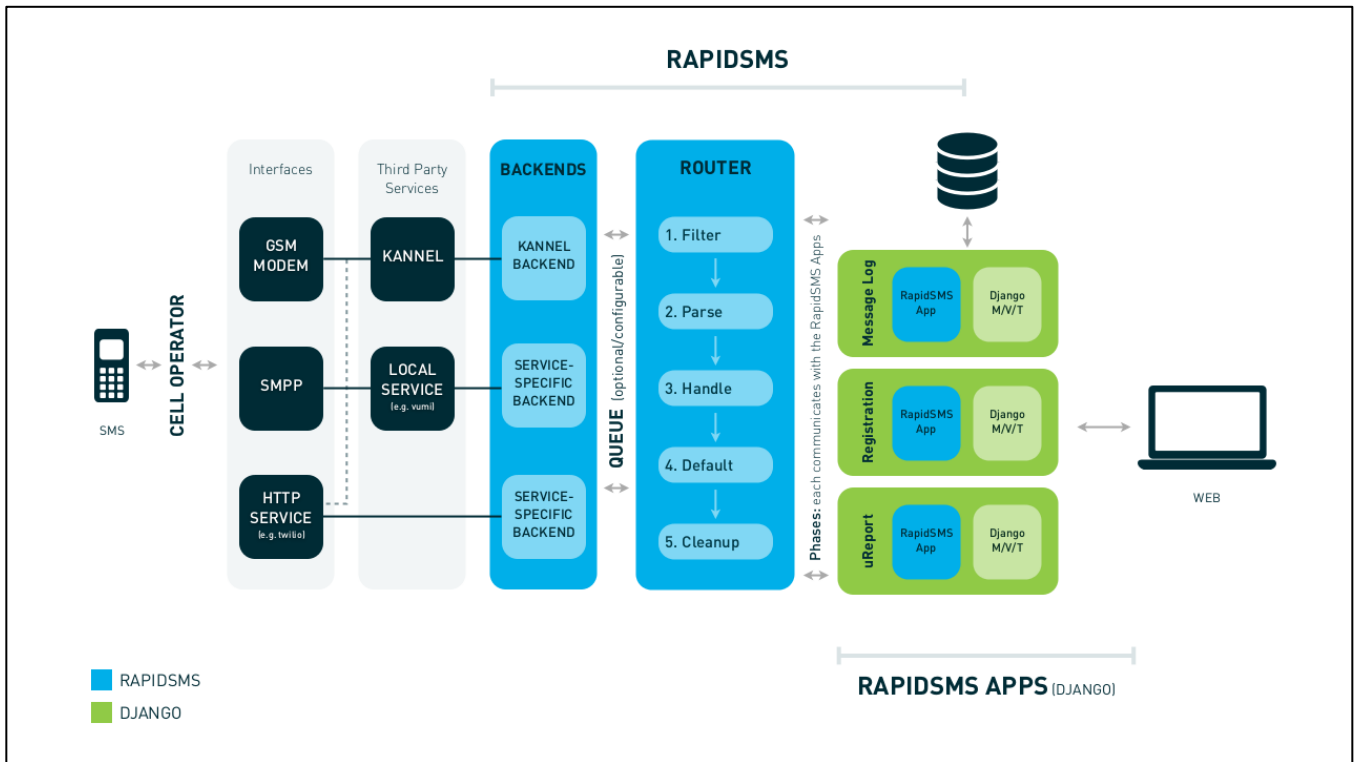 RAPIDSMS
Interfaces
Third Party
Services
BACKENDS
ROUTER
GSM
MODEM
KANNEL
KANNEL
BACKEND
1. Filter
2. Parse
3. Handle
4. Default
5. Cleanup
SMS
CELL OPERATOR
SMPP
LOCAL
SERVICE
(e.g. vumi)
SERVICE-
SPECIFIC
BACKEND
HTTP
SERVICE
(e.g. twilio)
SERVICE-
SPECIFIC
BACKEND
QUEUE (optional/configurable)
Phases: each communicates with the RapidSMS Apps
Message Log
RapidSMS
App
Django
M/V/T
Registration
RapidSMS
App
Django
M/V/T
uReport
RapidSMS
App
Django
M/V/T
WEB
RAPIDSMS APPS (DJANGO)
RAPIDSMS
DJANGO